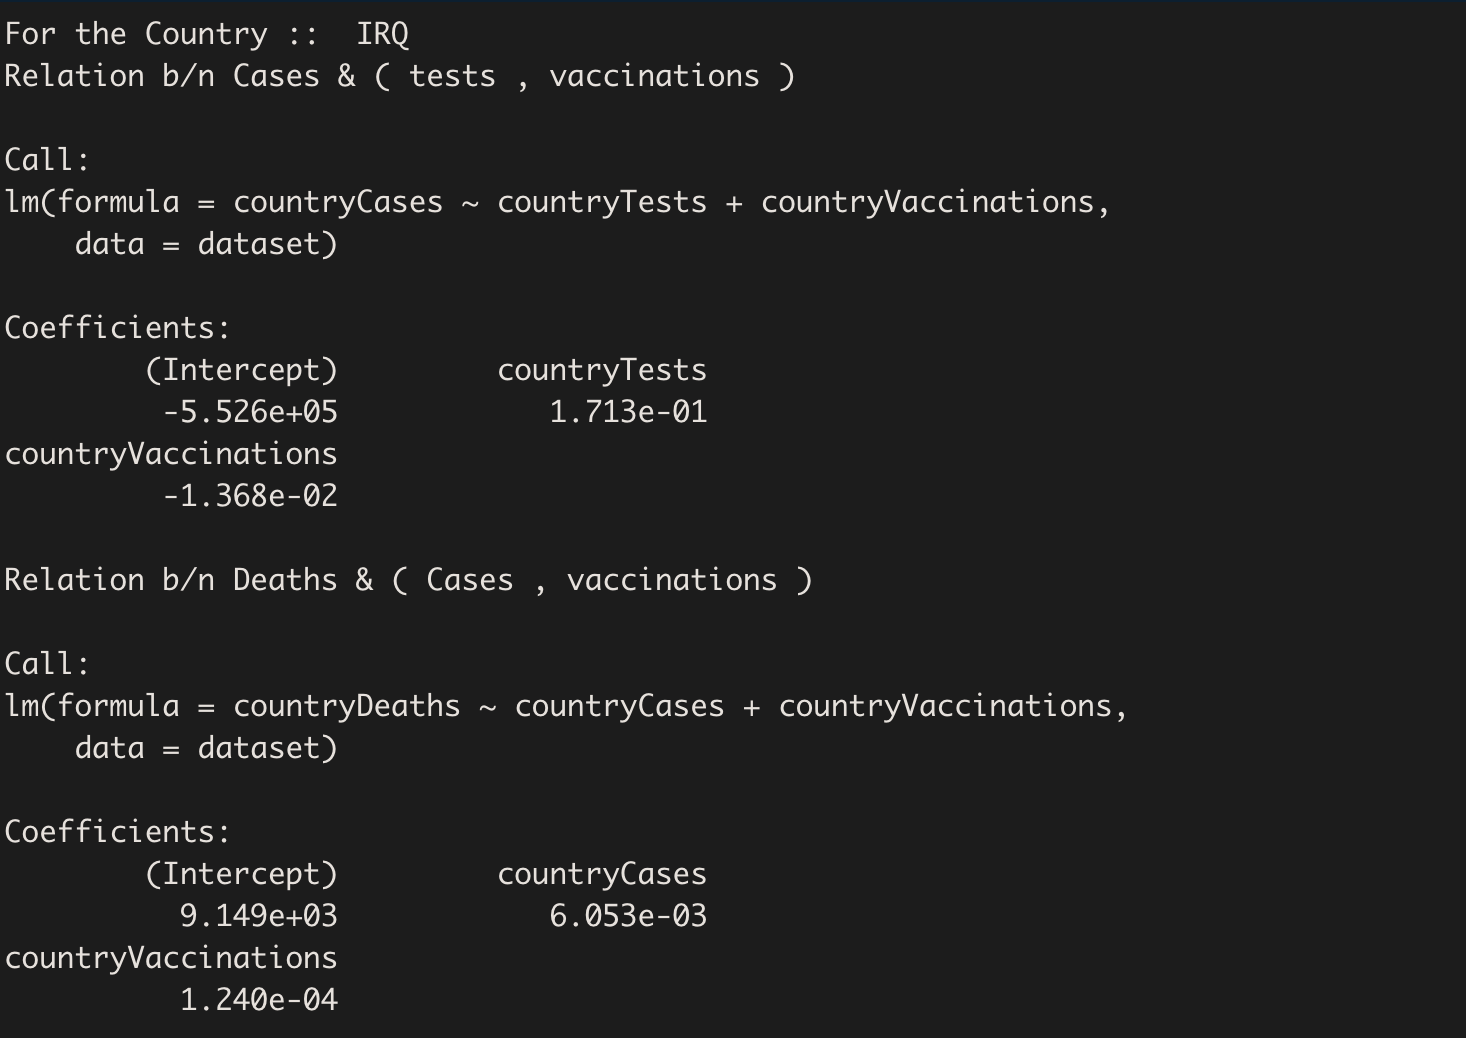 For the Country ::  IRQ
Relation b/n Cases & ( tests , vaccinations )

Call:
lm(formula = countryCases ~ countryTests + countryVaccinations,
    data = dataset)

Coefficients:
        (Intercept)         countryTests
         -5.526e+05            1.713e-01
countryVaccinations
         -1.368e-02

Relation b/n Deaths & ( Cases , vaccinations )

Call:
lm(formula = countryDeaths ~ countryCases + countryVaccinations,
    data = dataset)

Coefficients:
        (Intercept)         countryCases
          9.149e+03            6.053e-03
countryVaccinations
          1.240e-04